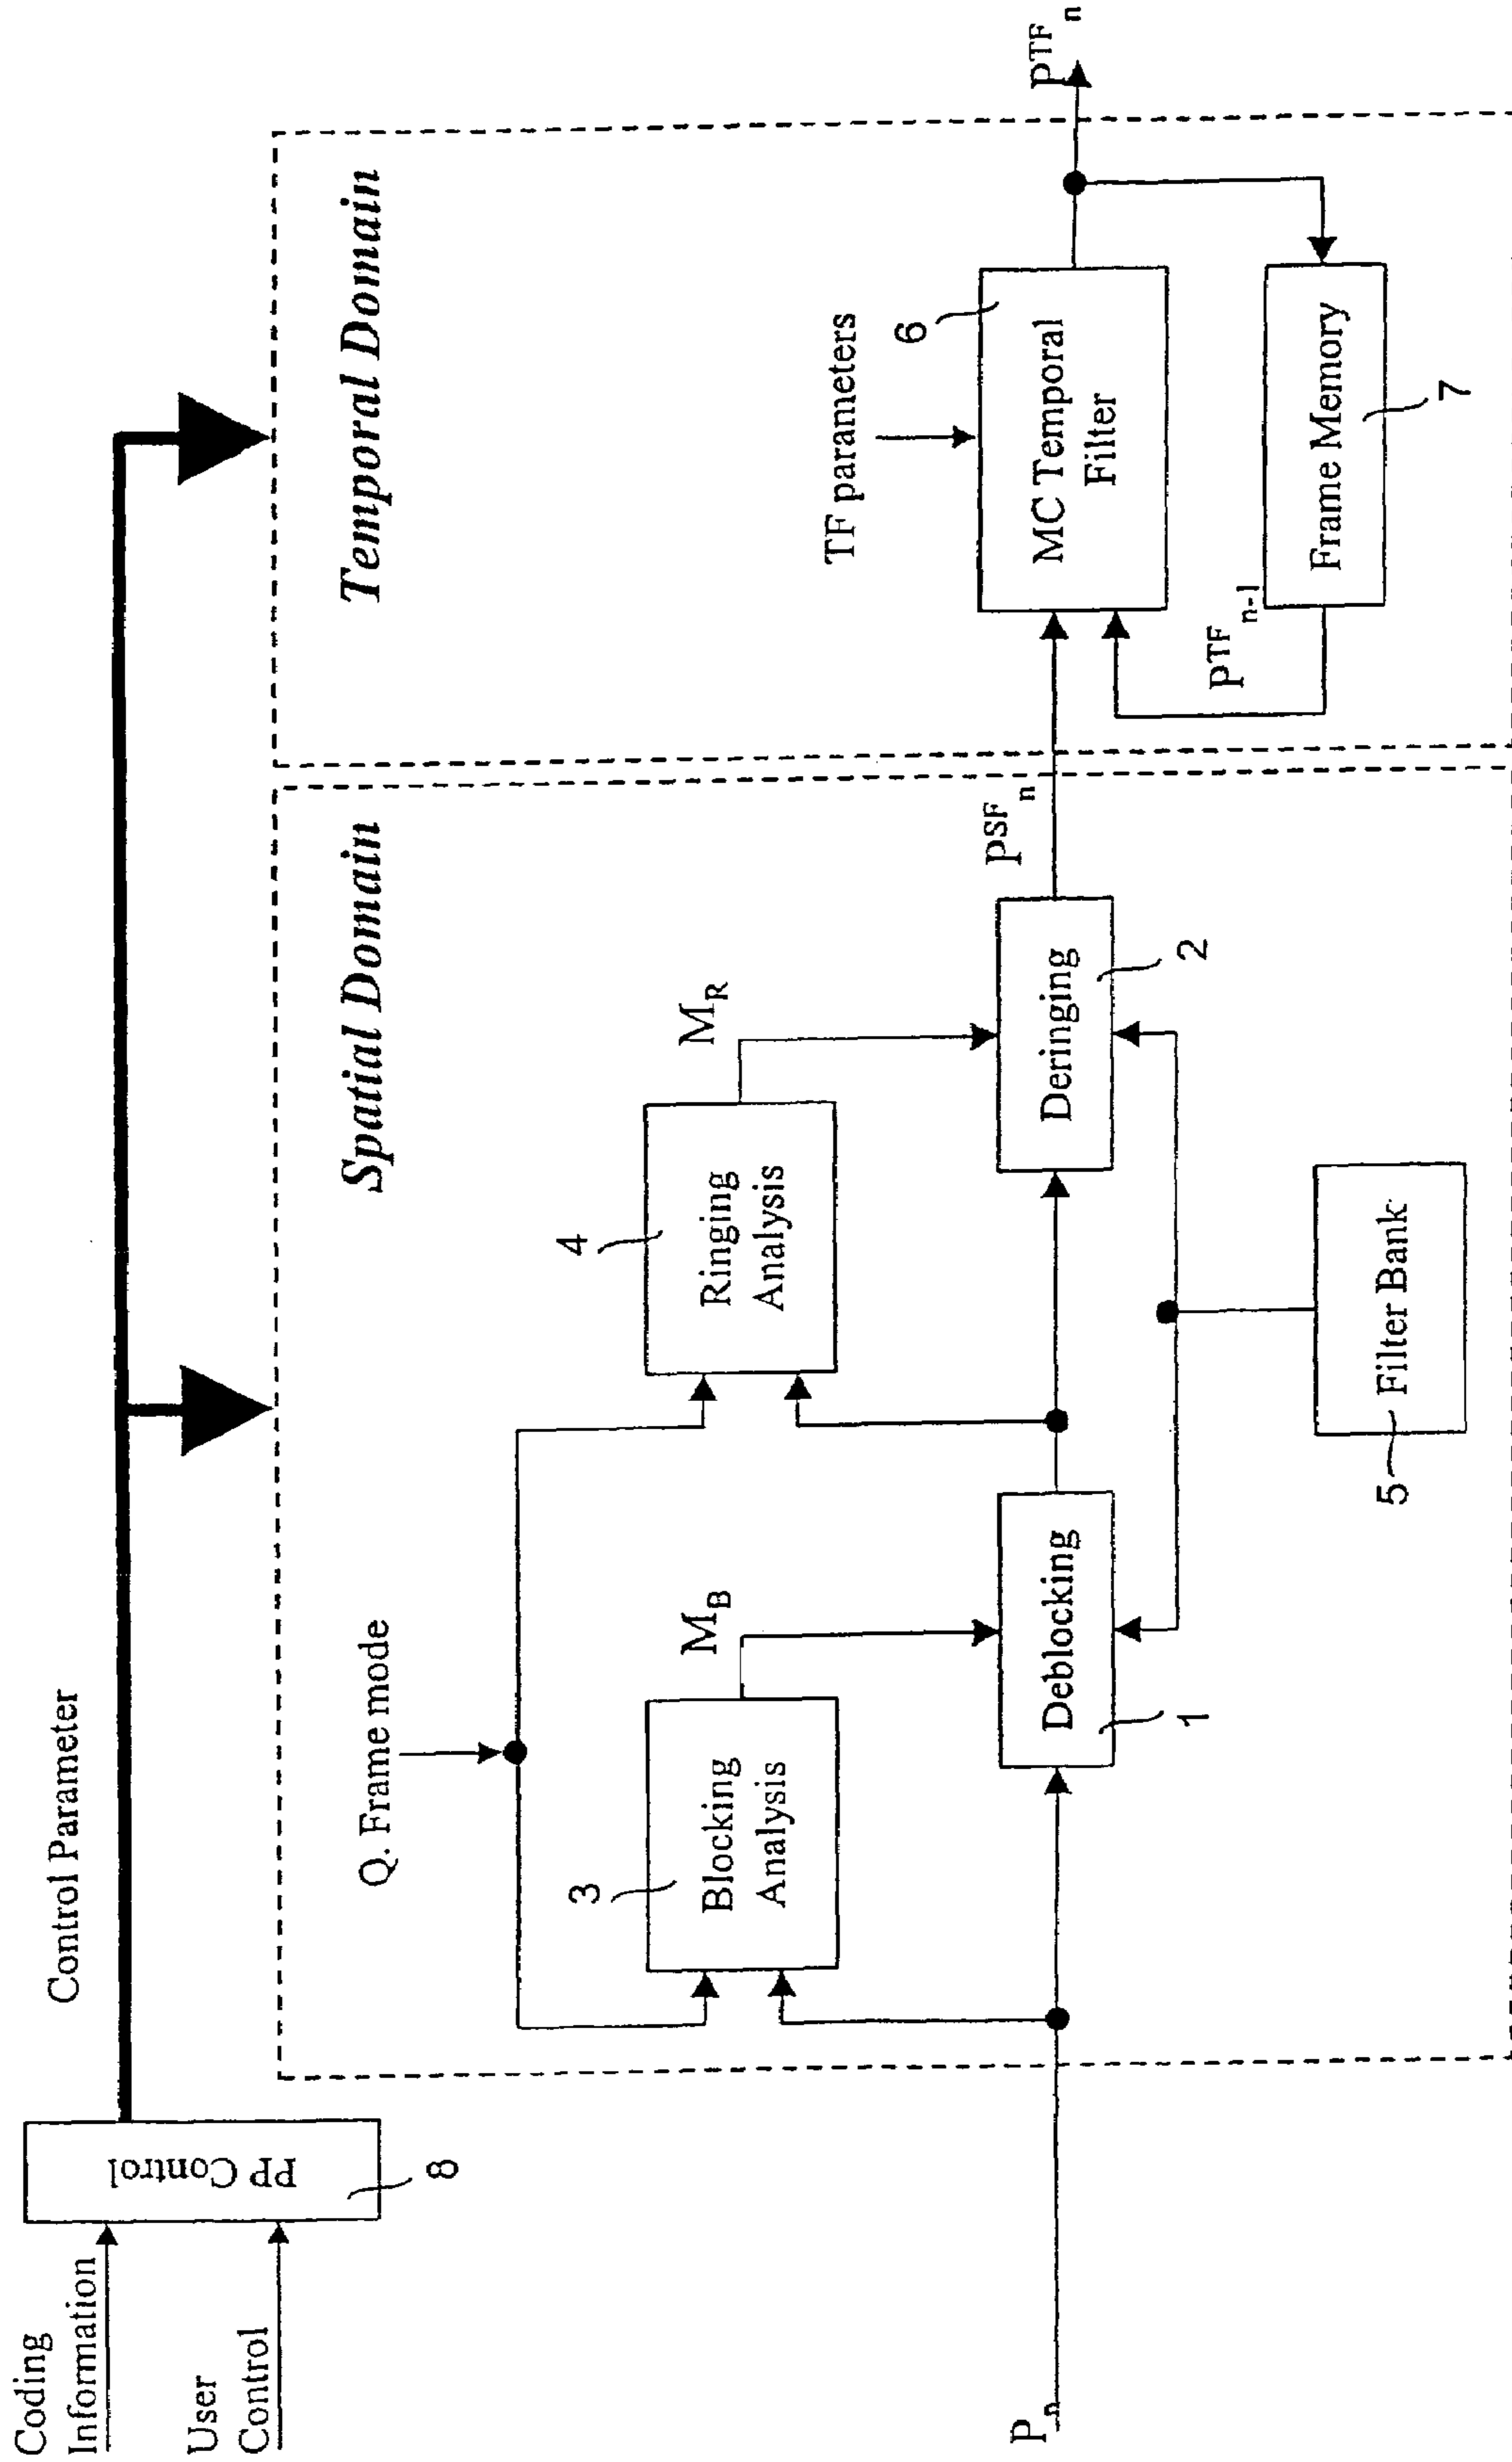 Coding
Information
User
Control
PP Control
8
Control Parameter
Spatial Domain
Temporal Domain
Q. Frame mode
3
Blocking
Analysis
M_B
4
Ringing
Analysis
M_R
TF parameters
6
MC Temporal
Filter
P^TF_n
P_n
Deblocking
1
Deringing
2
P^SF_n
P^TF_n-1
Frame Memory
7
5
Filter Bank